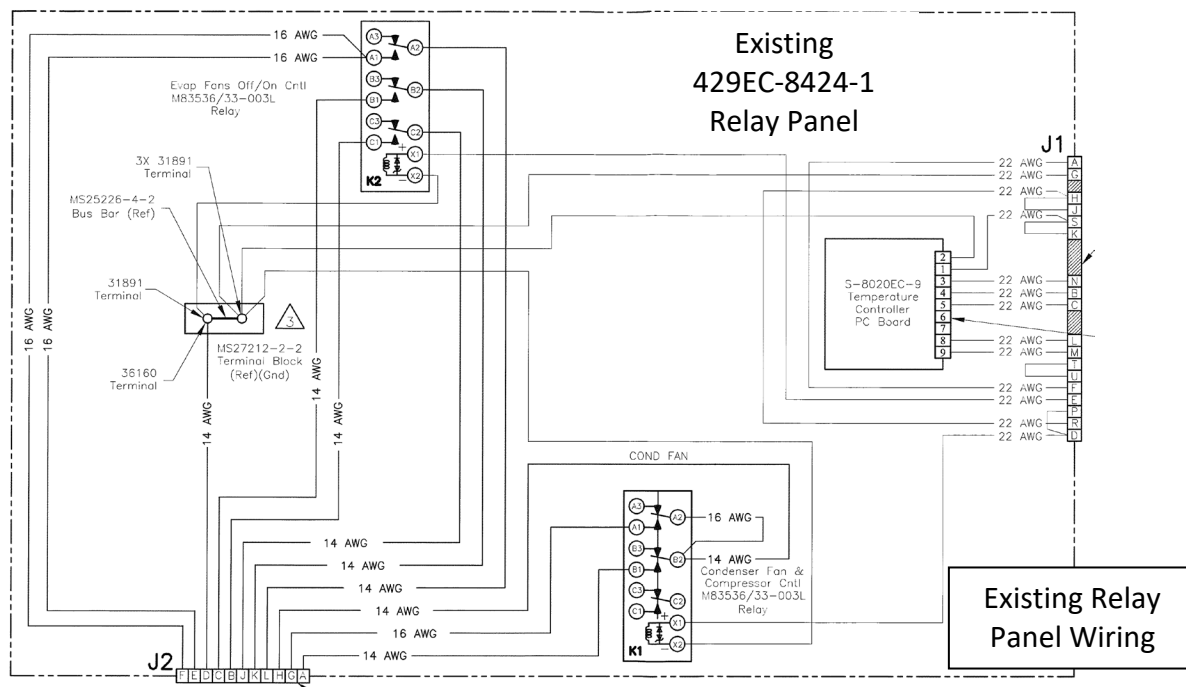 Existing
429EC-8424-1
Relay Panel
16 AWG
16 AWG
Evap Fans Off/On Cntl
M83536/33-003L
Relay
A3
A1
A2
B3
B1
B2
C3
C1
C2
+
X1
-
X2
K2
3X 31891
Terminal
MS25226-4-2
Bus Bar (Ref)
31891
Terminal
36160
Terminal
3
MS27212-2-2
Terminal Block
(Ref)(Gnd)
16 AWG
16 AWG
14 AWG
14 AWG
14 AWG
J1
22 AWG
22 AWG
22 AWG
22 AWG
22 AWG
22 AWG
22 AWG
22 AWG
22 AWG
22 AWG
22 AWG
22 AWG
22 AWG
A
G
H
J
S
K
N
B
C
L
M
T
U
F
E
P
R
D
S-8020EC-9
Temperature
Controller
PC Board
2
1
3
4
5
6
7
8
9
COND FAN
14 AWG
14 AWG
14 AWG
14 AWG
16 AWG
14 AWG
A3
A1
A2
16 AWG
B3
B1
B2
14 AWG
C3
C1
C2
+
X1
-
X2
K1
Condenser Fan &
Compressor Cntl
M83536/33-003L
Relay
J2
F E D C B J K L H G A
Existing Relay
Panel Wiring